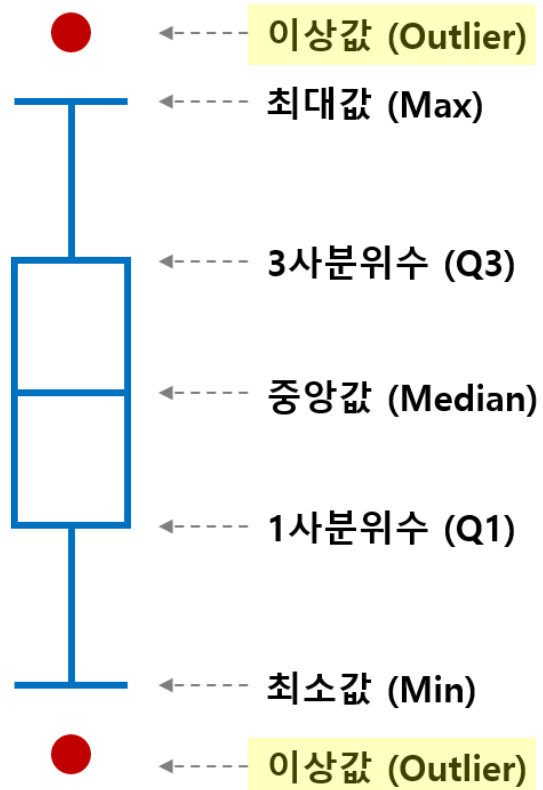 이상값 (Outlier)
최대값 (Max)
3사분위수 (Q3)
중앙값 (Median)
1사분위수 (Q1)
최소값 (Min)
이상값 (Outlier)